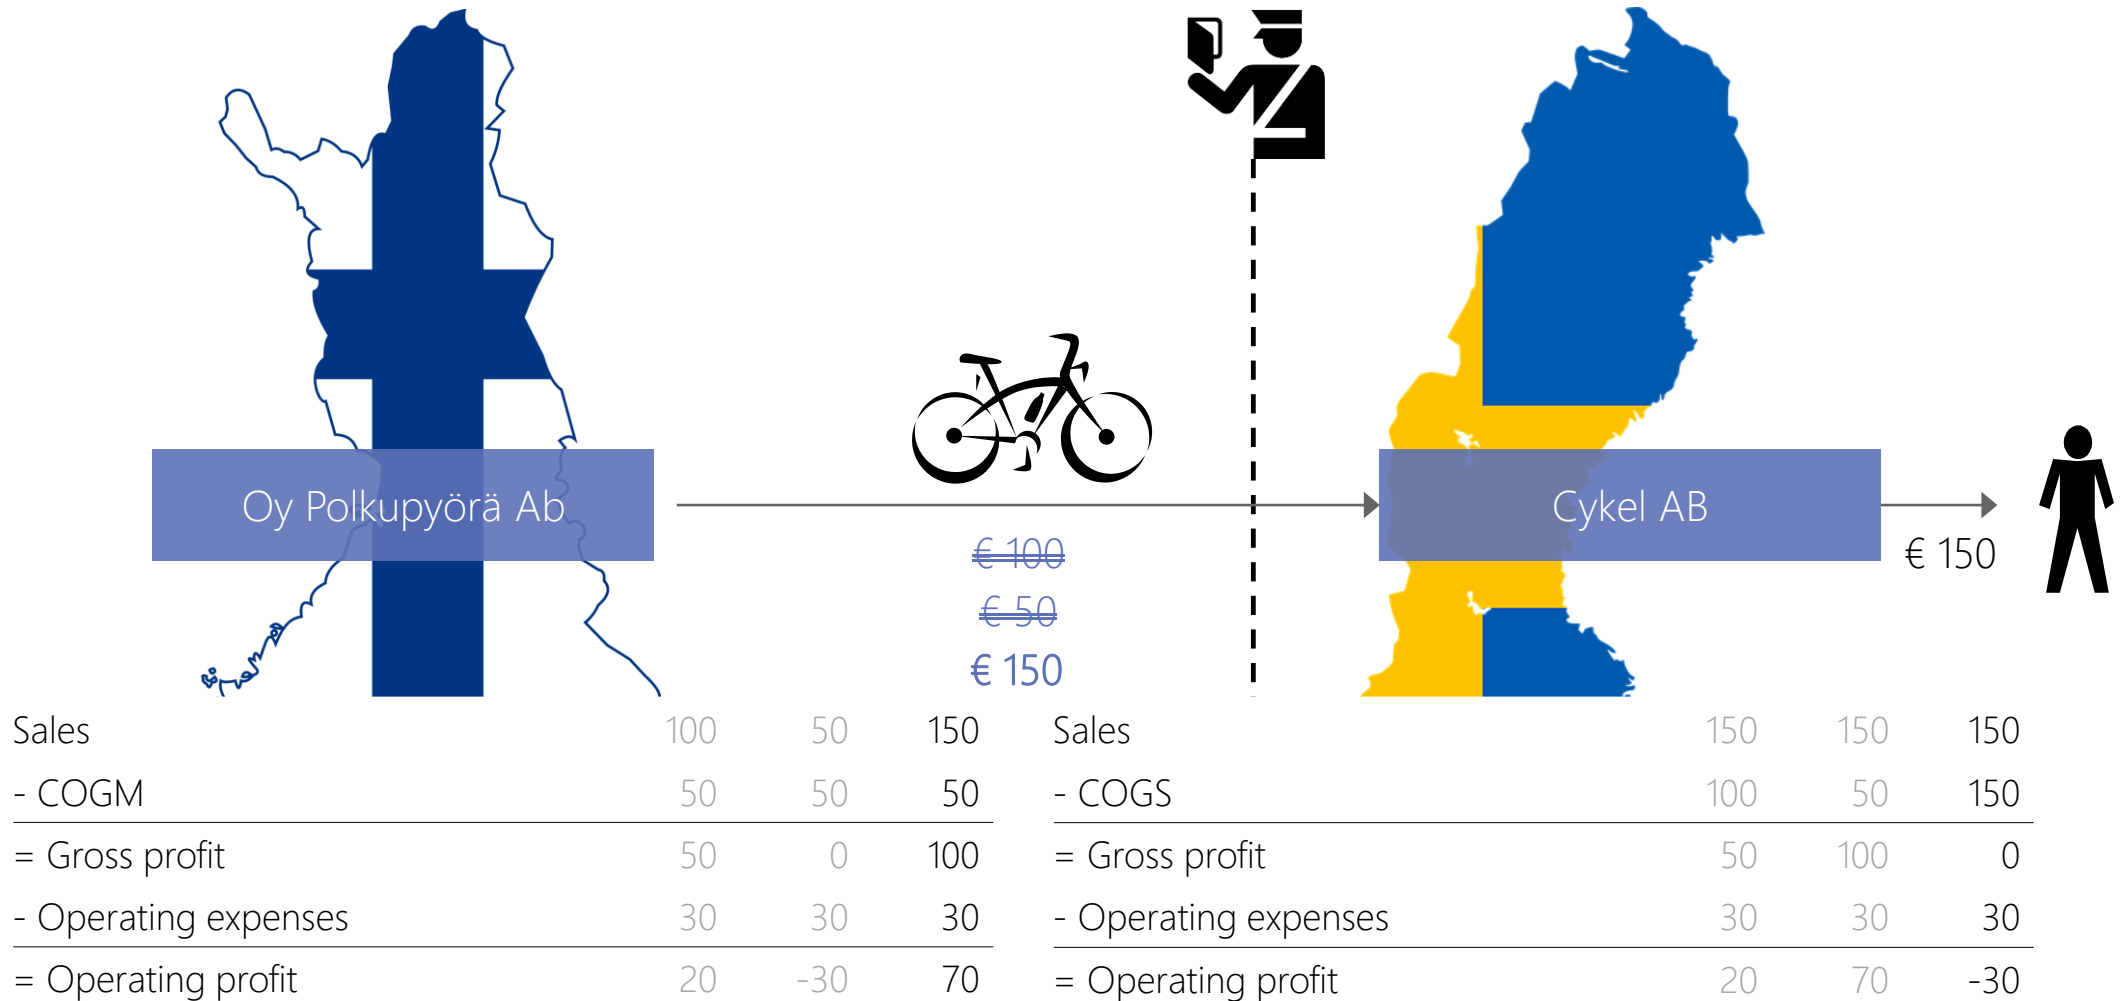 Oy Polkupyörä Ab
Cykel AB
€ 100
€ 50
€ 150
€ 150
Sales 100 50 150
- COGM 50 50 50
= Gross profit 50 0 100
- Operating expenses 30 30 30
= Operating profit 20 -30 70
Sales 150 150 150
- COGS 100 50 150
= Gross profit 50 100 0
- Operating expenses 30 30 30
= Operating profit 20 70 -30